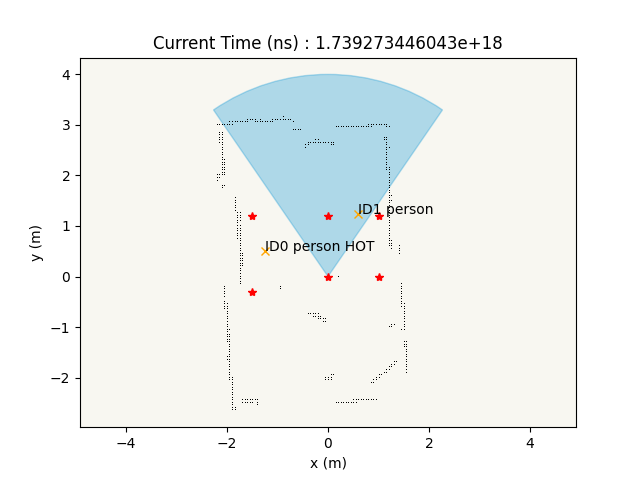 Current Time (ns) : 1.739273446043e+18
4
3
2
1
0
−1
−2
y (m)
ID1 person
ID0 person HOT
−4 −2 0 2 4
x (m)